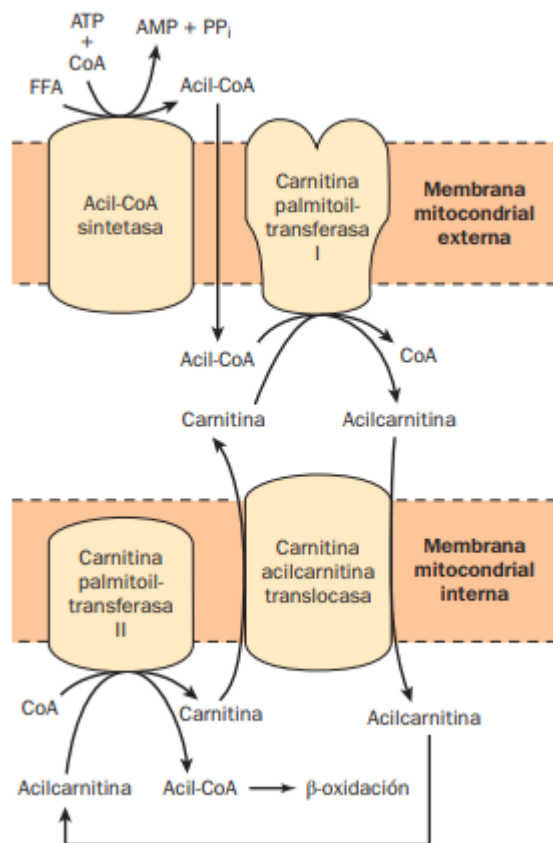 ATP
+
CoA
AMP + PPi
FFA
Acil-CoA
Acil-CoA
sintetasa
Carnitina
palmitoil-
transferasa
I
Membrana
mitocondrial
externa
Acil-CoA
CoA
Carnitina
Acilcarnitina
Carnitina
palmitoil-
transferasa
II
Carnitina
acilcarnitina
translocasa
Membrana
mitocondrial
interna
CoA
Carnitina
Acilcarnitina
Acilcarnitina
Acil-CoA
β-oxidación